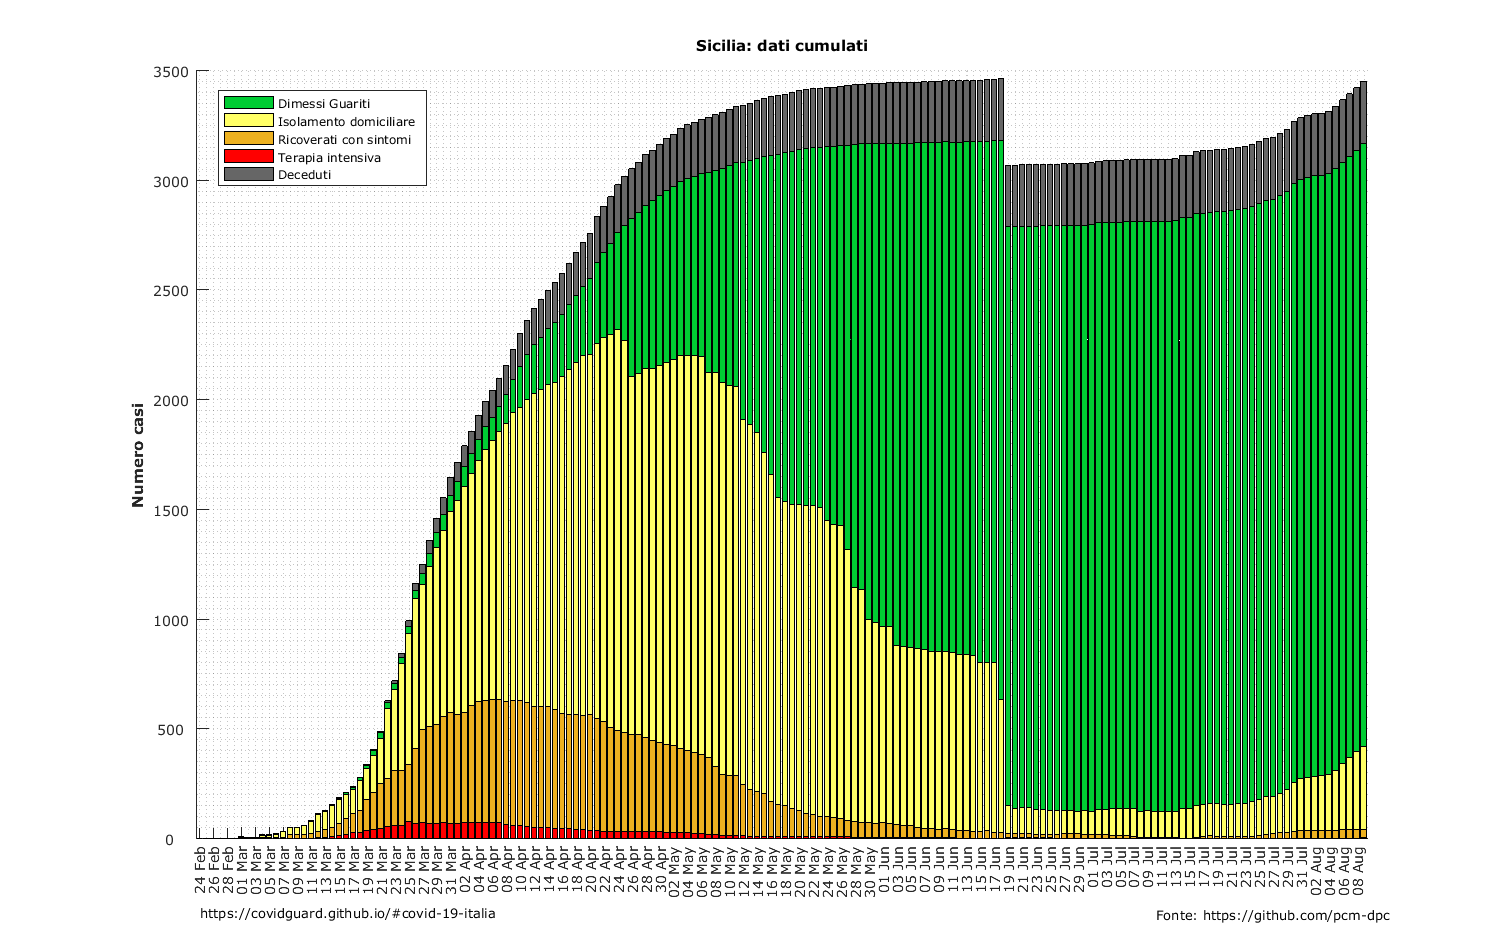 Sicilia: dati cumulati
3500
3000
2500
2000
1500
1000
500
0
Numero casi
Dimessi Guariti
Isolamento domiciliare
Ricoverati con sintomi
Terapia intensiva
Deceduti
24 Feb
26 Feb
28 Feb
01 Mar
03 Mar
05 Mar
07 Mar
09 Mar
11 Mar
13 Mar
15 Mar
17 Mar
19 Mar
21 Mar
23 Mar
25 Mar
27 Mar
29 Mar
31 Mar
02 Apr
04 Apr
06 Apr
08 Apr
10 Apr
12 Apr
14 Apr
16 Apr
18 Apr
20 Apr
22 Apr
24 Apr
26 Apr
28 Apr
30 Apr
02 May
04 May
06 May
08 May
10 May
12 May
14 May
16 May
18 May
20 May
22 May
24 May
26 May
28 May
30 May
01 Jun
03 Jun
05 Jun
07 Jun
09 Jun
11 Jun
13 Jun
15 Jun
17 Jun
19 Jun
21 Jun
23 Jun
25 Jun
27 Jun
29 Jun
01 Jul
03 Jul
05 Jul
07 Jul
09 Jul
11 Jul
13 Jul
15 Jul
17 Jul
19 Jul
21 Jul
23 Jul
25 Jul
27 Jul
29 Jul
31 Jul
02 Aug
04 Aug
06 Aug
08 Aug
https://covidguard.github.io/#covid-19-italia
Fonte: https://github.com/pcm-dpc